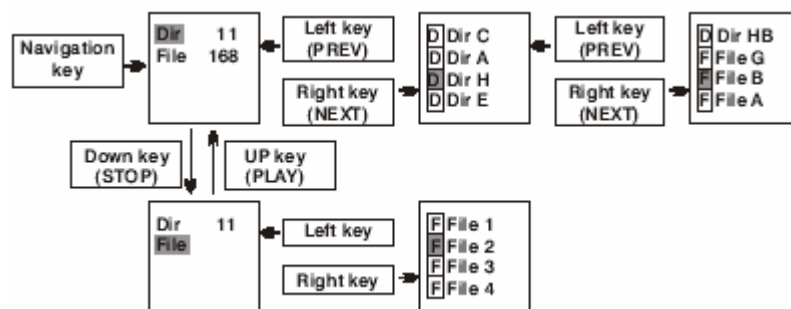 Navigation
key
Dir 11
File 168
Left key
(PREV)
Right key
(NEXT)
D Dir C
D Dir A
D Dir H
D Dir E
Left key
(PREV)
Right key
(NEXT)
D Dir HB
F File G
F File B
F File A
Down key
(STOP)
UP key
(PLAY)
Dir 11
File
Left key
Right key
F File 1
F File 2
F File 3
F File 4